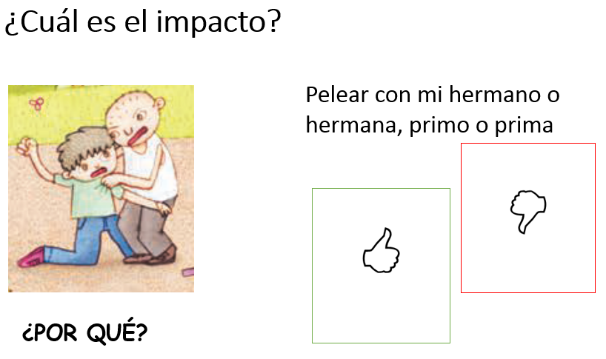 ¿Cuál es el impacto?
Pelear con mi hermano o
hermana, primo o prima
¿POR QUÉ?